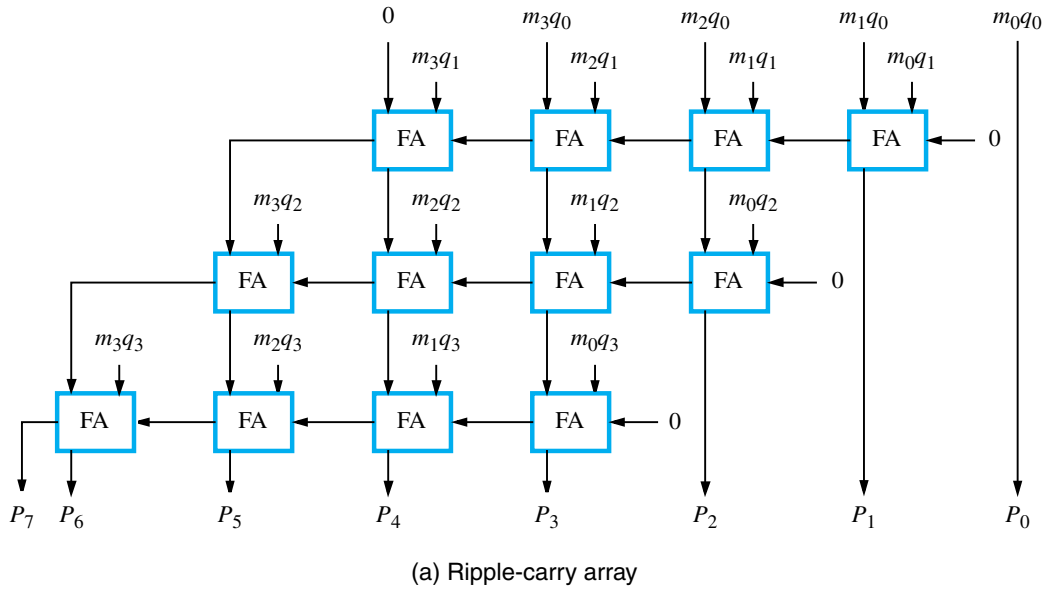 0 m₃q₀ m₂q₀ m₁q₀ m₀q₀
m₃q₁ m₂q₁ m₁q₁ m₀q₁
FA FA FA FA 0
m₃q₂ m₂q₂ m₁q₂ m₀q₂
FA FA FA FA 0
m₃q₃ m₂q₃ m₁q₃ m₀q₃
FA FA FA FA 0
P₇ P₆ P₅ P₄ P₃ P₂ P₁ P₀
(a) Ripple-carry array